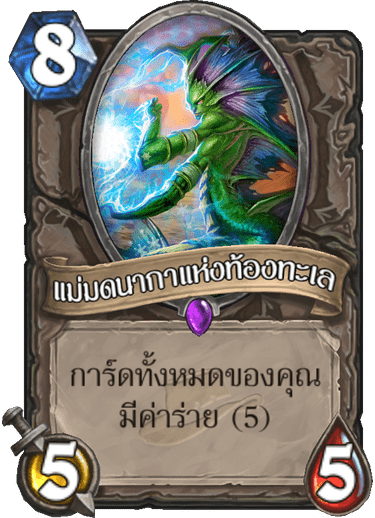 8
แม่มดนากาแห่งท้องทะเล
การ์ดทั้งหมดของคุณ
มีค่าร่าย (5)
5 5